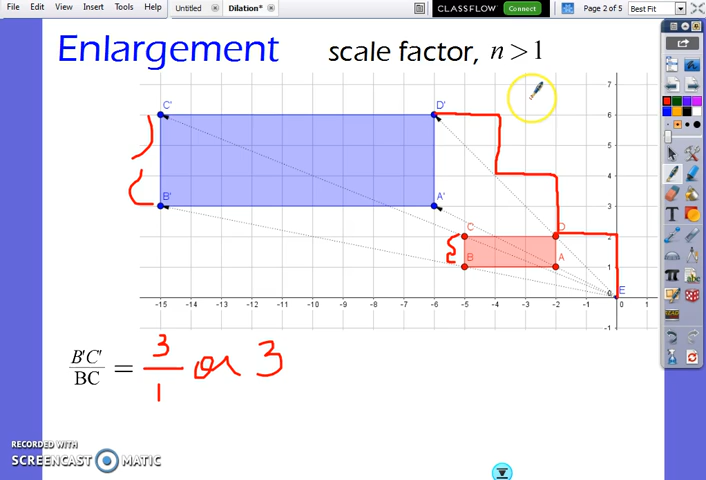 File Edit View Insert Tools Help
Untitled Dilation*
CLASSFLOW Connect
Page 2 of 5
Best Fit
Enlargement scale factor, n > 1
7
C' D' 6
5
4
B' A' 3
C D 2
B A 1
E
-15 -14 -13 -12 -11 -10 -9 -8 -7 -6 -5 -4 -3 -2 -1 0 1
-1
B'C'/BC = 3/1 or 3
RECORDED WITH
SCREENCAST MATIC